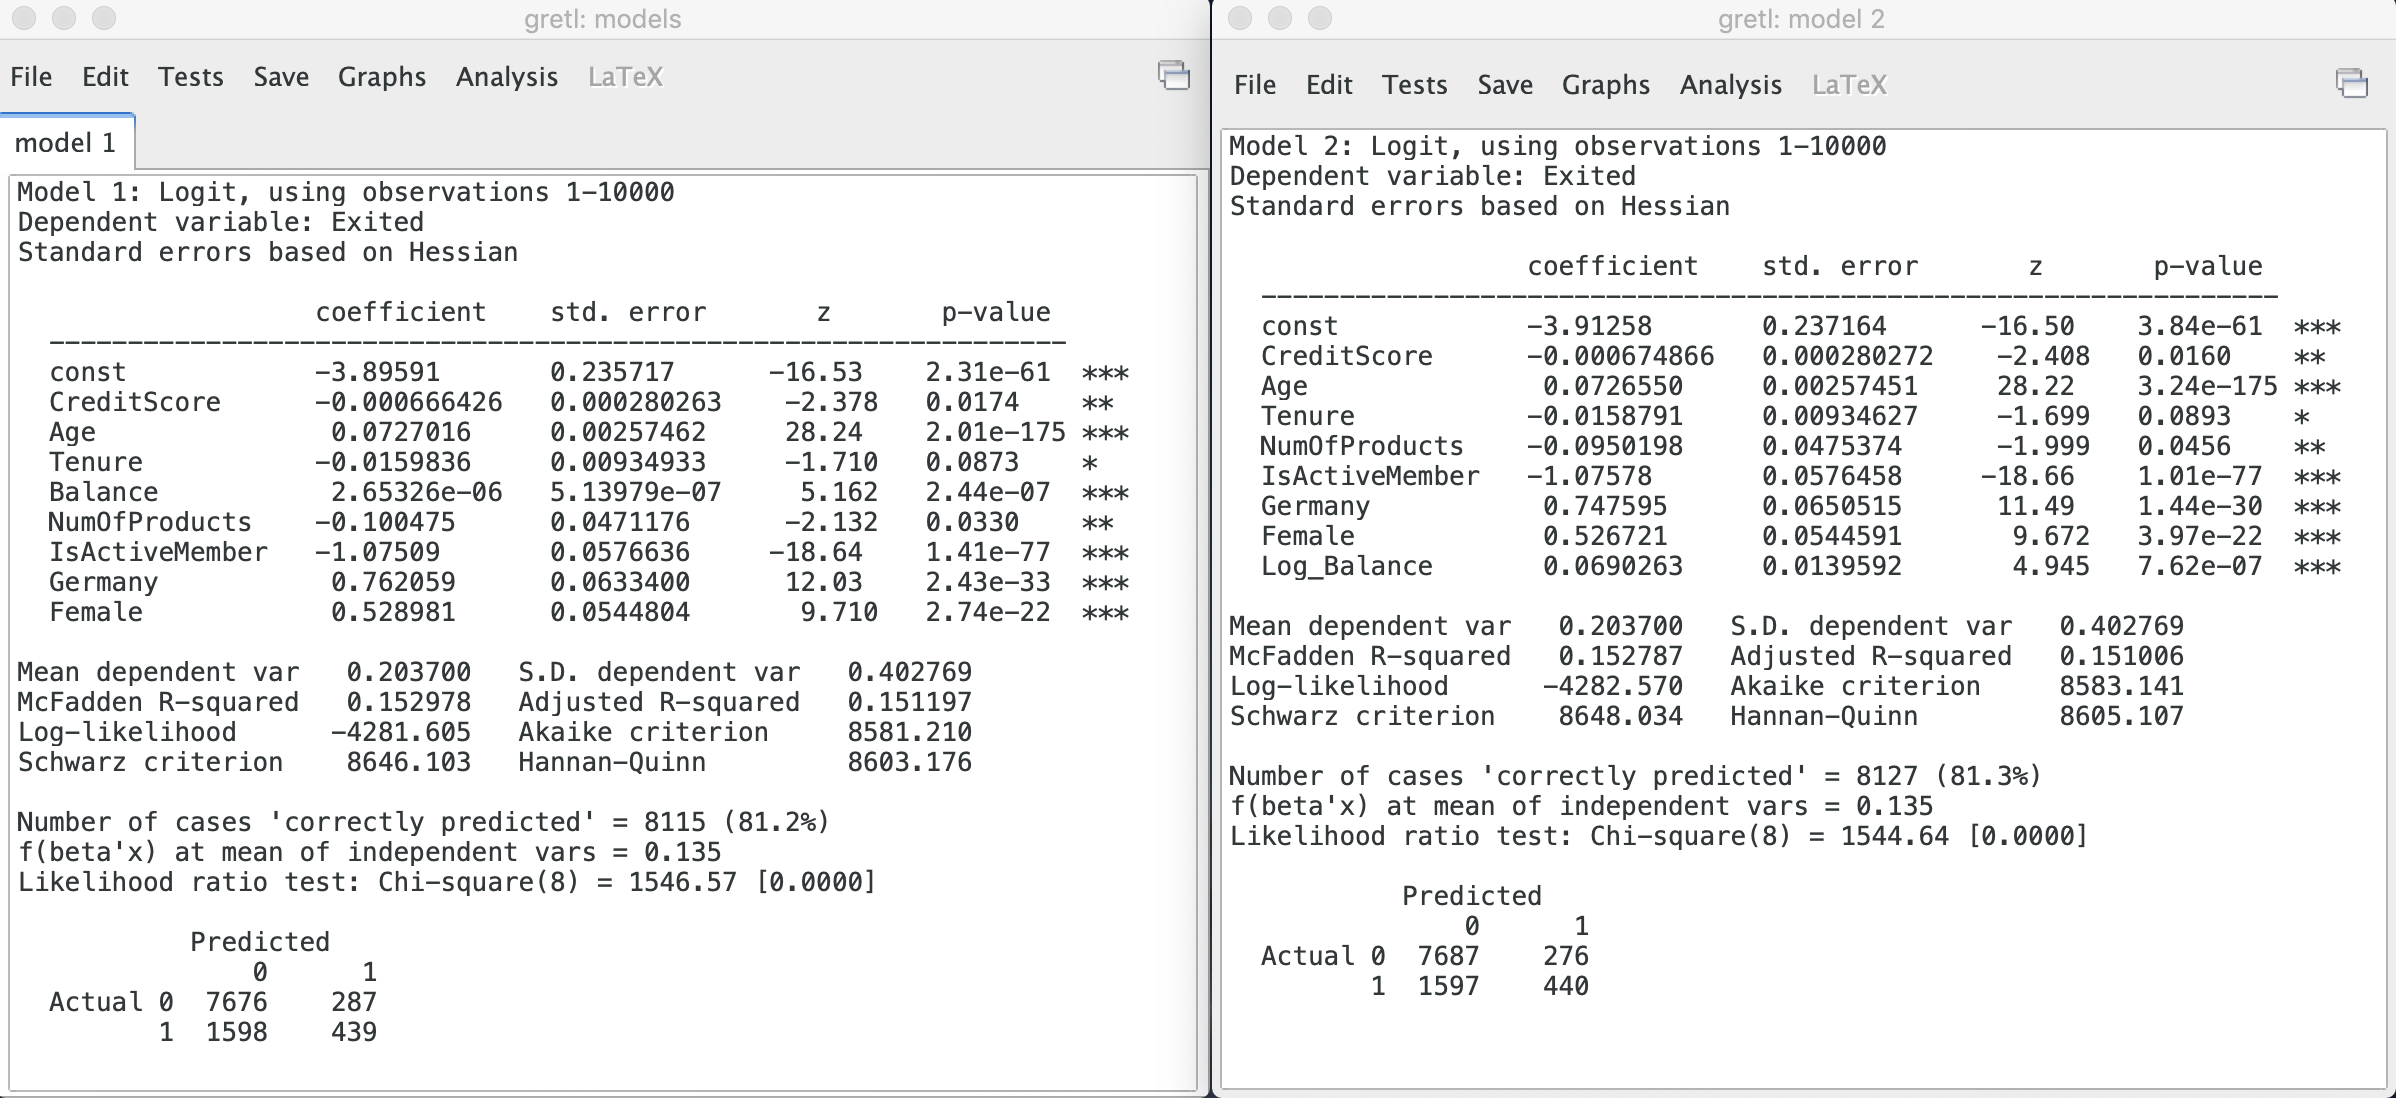 gretl: models
File Edit Tests Save Graphs Analysis LaTeX
model 1
Model 1: Logit, using observations 1-10000
Dependent variable: Exited
Standard errors based on Hessian
coefficient std. error z p-value
const -3.89591 0.235717 -16.53 2.31e-61 ***
CreditScore -0.000666426 0.000280263 -2.378 0.0174 **
Age 0.0727016 0.00257462 28.24 2.01e-175 ***
Tenure -0.0159836 0.00934933 -1.710 0.0873 *
Balance 2.65326e-06 5.13979e-07 5.162 2.44e-07 ***
NumOfProducts -0.100475 0.0471176 -2.132 0.0330 **
IsActiveMember -1.07509 0.0576636 -18.64 1.41e-77 ***
Germany 0.762059 0.0633400 12.03 2.43e-33 ***
Female 0.528981 0.0544804 9.710 2.74e-22 ***
Mean dependent var 0.203700 S.D. dependent var 0.402769
McFadden R-squared 0.152978 Adjusted R-squared 0.151197
Log-likelihood -4281.605 Akaike criterion 8581.210
Schwarz criterion 8646.103 Hannan-Quinn 8603.176
Number of cases 'correctly predicted' = 8115 (81.2%)
f(beta'x) at mean of independent vars = 0.135
Likelihood ratio test: Chi-square(8) = 1546.57 [0.0000]
Predicted
0 1
Actual 0 7676 287
1 1598 439
gretl: model 2
File Edit Tests Save Graphs Analysis LaTeX
Model 2: Logit, using observations 1-10000
Dependent variable: Exited
Standard errors based on Hessian
coefficient std. error z p-value
const -3.91258 0.237164 -16.50 3.84e-61 ***
CreditScore -0.000674866 0.000280272 -2.408 0.0160 **
Age 0.0726550 0.00257451 28.22 3.24e-175 ***
Tenure -0.0158791 0.00934627 -1.699 0.0893 *
NumOfProducts -0.0950198 0.0475374 -1.999 0.0456 **
IsActiveMember -1.07578 0.0576458 -18.66 1.01e-77 ***
Germany 0.747595 0.0650515 11.49 1.44e-30 ***
Female 0.526721 0.0544591 9.672 3.97e-22 ***
Log_Balance 0.0690263 0.0139592 4.945 7.62e-07 ***
Mean dependent var 0.203700 S.D. dependent var 0.402769
McFadden R-squared 0.152787 Adjusted R-squared 0.151006
Log-likelihood -4282.570 Akaike criterion 8583.141
Schwarz criterion 8648.034 Hannan-Quinn 8605.107
Number of cases 'correctly predicted' = 8127 (81.3%)
f(beta'x) at mean of independent vars = 0.135
Likelihood ratio test: Chi-square(8) = 1544.64 [0.0000]
Predicted
0 1
Actual 0 7687 276
1 1597 440